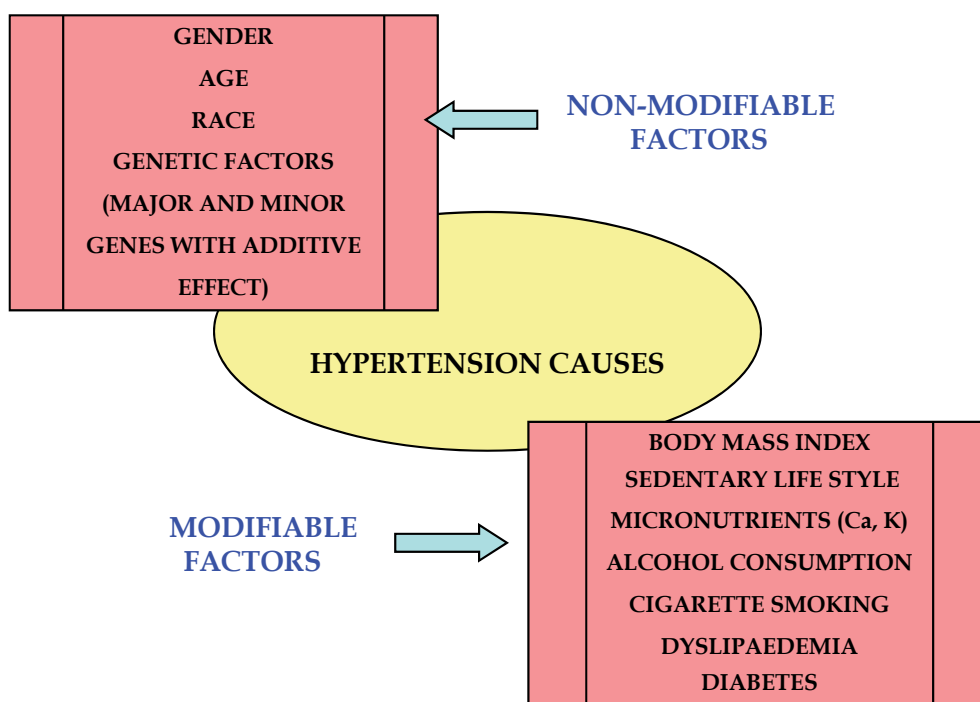 GENDER
AGE
RACE
GENETIC FACTORS
(MAJOR AND MINOR
GENES WITH ADDITIVE
EFFECT)
NON-MODIFIABLE
FACTORS
HYPERTENSION CAUSES
MODIFIABLE
FACTORS
BODY MASS INDEX
SEDENTARY LIFE STYLE
MICRONUTRIENTS (Ca, K)
ALCOHOL CONSUMPTION
CIGARETTE SMOKING
DYSLIPAEDEMIA
DIABETES